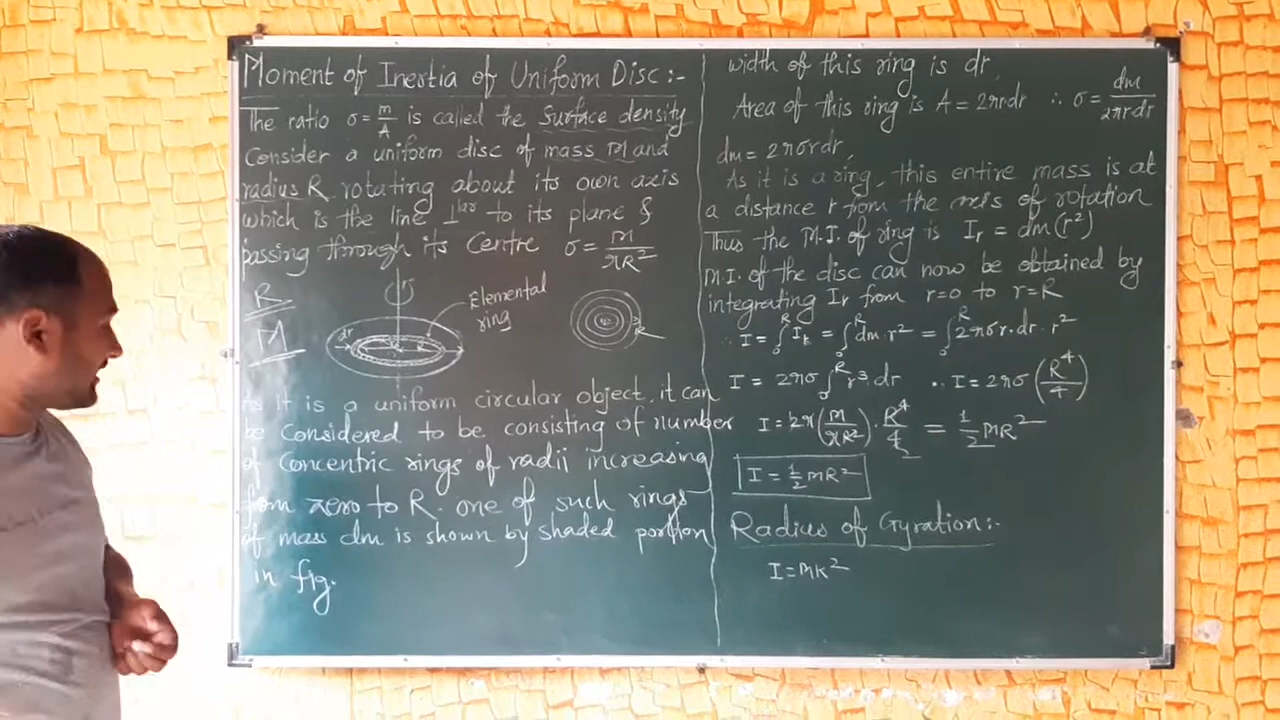 Moment of Inertia of Uniform Disc :-
The ratio σ = m/A is called the Surface density
Consider a uniform disc of mass M and
radius R rotating about its own axis
which is the line ⊥lar to its plane &
passing through its Centre σ = M/πR²
R
M
dr
Elemental
ring
R
As it is a uniform circular object, it can
be Considered to be consisting of number
of Concentric rings of radii increasing
from zero to R. one of such rings
of mass dm is shown by shaded portion
in fig.
width of this ring is dr,
Area of this ring is A = 2πrdr ∴ σ = dm/2πrdr
dm = 2πσrdr,
As it is a ring, this entire mass is at
a distance r from the axis of rotation
Thus the M.I. of ring is Ir = dm(r²)
M.I. of the disc can now be obtained by
integrating Ir from r=0 to r=R
∴ I = ∫₀ᴿ Ir = ∫₀ᴿ dm·r² = ∫₀ᴿ 2πσr·dr·r²
I = 2πσ ∫₀ᴿ r³ dr ∴ I = 2πσ (R⁴/4)
I = 2π (M/πR²) · R⁴/4 = 1/2 MR²
I = 1/2 MR²
Radius of Gyration :-
I = MK²